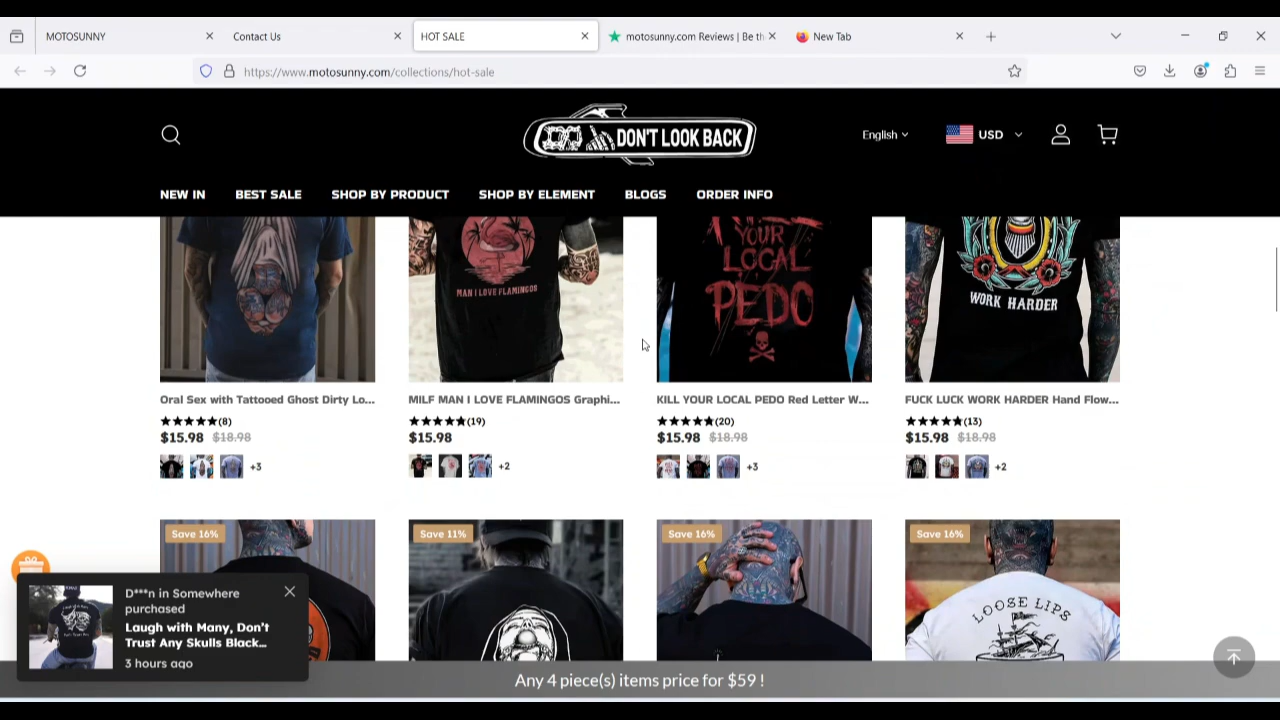 MOTOSUNNY
Contact Us
HOT SALE
motosunny.com Reviews | Be th
New Tab
https://www.motosunny.com/collections/hot-sale
DON'T LOOK BACK
English
USD
NEW IN
BEST SALE
SHOP BY PRODUCT
SHOP BY ELEMENT
BLOGS
ORDER INFO
MAN I LOVE FLAMINGOS
YOUR
LOCAL
PEDO
WORK HARDER
Oral Sex with Tattooed Ghost Dirty Lo...
(8)
$15.98 $18.98
+3
MILF MAN I LOVE FLAMINGOS Graphi...
(19)
$15.98
+2
KILL YOUR LOCAL PEDO Red Letter W...
(20)
$15.98 $18.98
+3
FUCK LUCK WORK HARDER Hand Flow...
(13)
$15.98 $18.98
+2
Save 16%
Save 11%
Save 16%
Save 16%
LOOSE LIPS
D***n in Somewhere
purchased
Laugh with Many, Don't
Trust Any Skulls Black...
3 hours ago
Any 4 piece(s) items price for $59 !